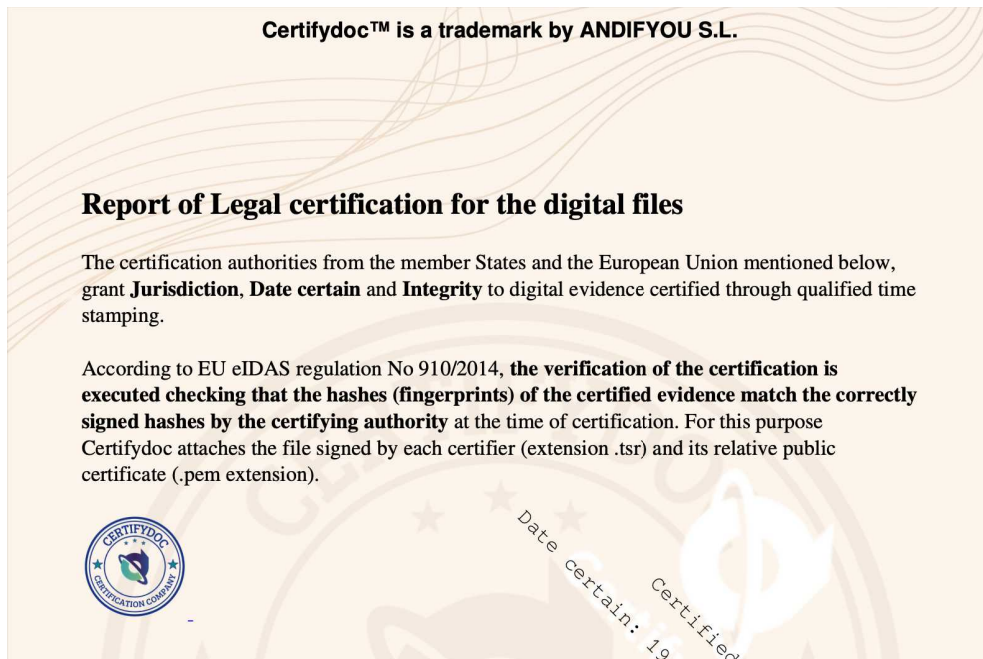 Certifydoc™ is a trademark by ANDIFYOU S.L.
Report of Legal certification for the digital files
The certification authorities from the member States and the European Union mentioned below,
grant Jurisdiction, Date certain and Integrity to digital evidence certified through qualified time
stamping.
According to EU eIDAS regulation No 910/2014, the verification of the certification is
executed checking that the hashes (fingerprints) of the certified evidence match the correctly
signed hashes by the certifying authority at the time of certification. For this purpose
Certifydoc attaches the file signed by each certifier (extension .tsr) and its relative public
certificate (.pem extension).
CERTIFYDOC
CERTIFICATION COMPANY
Date certain: 19
Certified